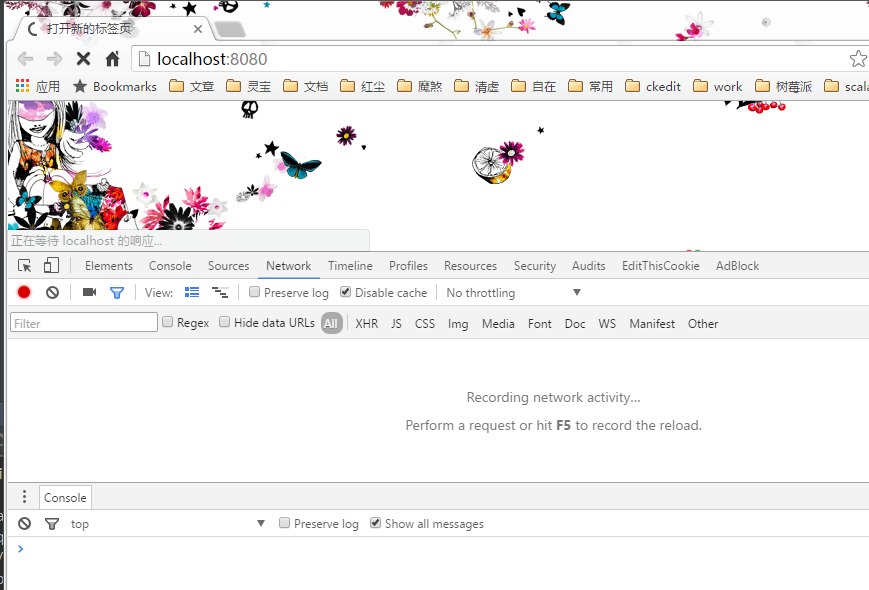 打开新的标签页
localhost:8080
应用 Bookmarks 文章 灵宝 文档 红尘 魔煞 清虚 自在 常用 ckedit work 树莓派 scala
正在等待 localhost 的响应...
Elements Console Sources Network Timeline Profiles Resources Security Audits EditThisCookie AdBlock
View: Preserve log Disable cache No throttling
Filter Regex Hide data URLs All XHR JS CSS Img Media Font Doc WS Manifest Other
Recording network activity...
Perform a request or hit F5 to record the reload.
Console
top Preserve log Show all messages